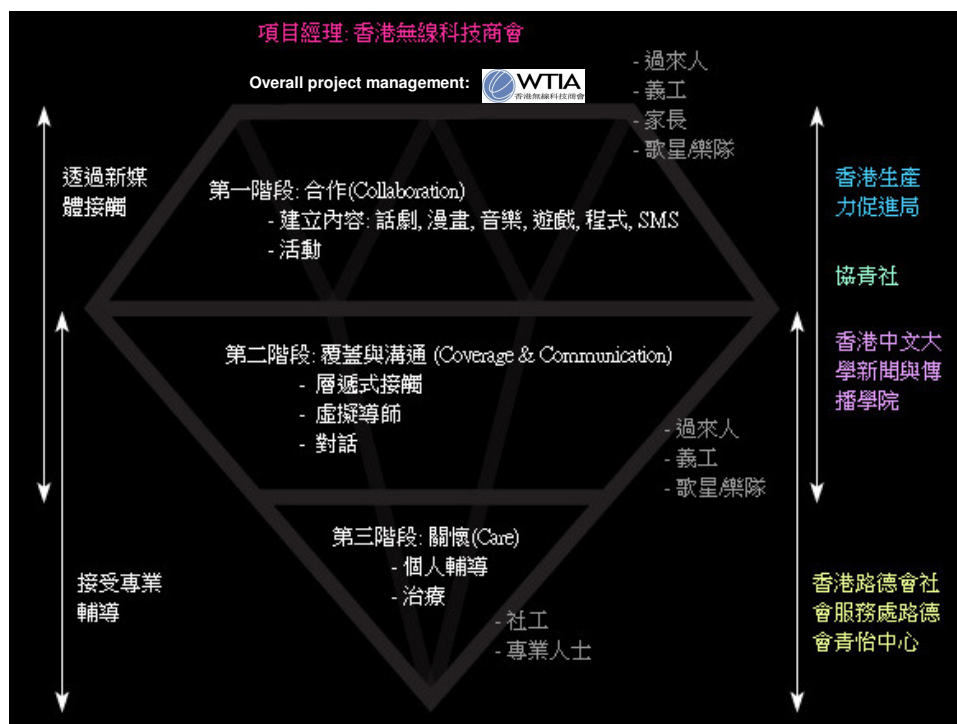 項目經理: 香港無線科技商會
Overall project management:
WTIA
香港無線科技商會
- 過來人
- 義工
- 家長
- 歌星/樂隊
透過新媒
體接觸
第一階段: 合作(Collaboration)
- 建立內容: 話劇, 漫畫, 音樂, 遊戲, 程式, SMS
- 活動
香港生產
力促進局
協青社
香港中文大
學新聞與傳
播學院
第二階段: 覆蓋與溝通 (Coverage & Communication)
- 層遞式接觸
- 虛擬導師
- 對話
- 過來人
- 義工
- 歌星/樂隊
第三階段: 關懷(Care)
- 個人輔導
- 治療
接受專業
輔導
- 社工
- 專業人士
香港路德會社
會服務處路德
會青怡中心